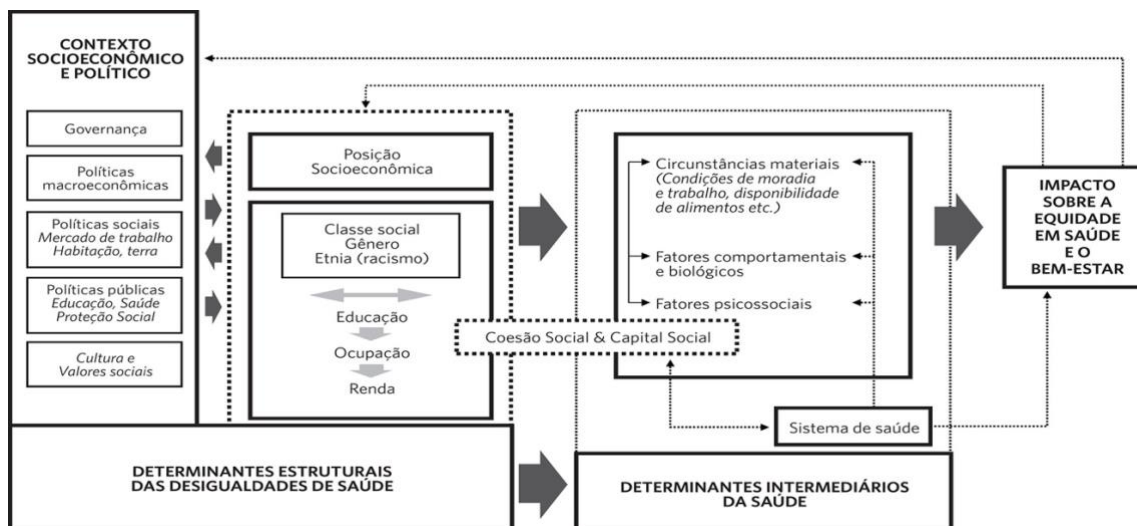 CONTEXTO
SOCIOECONÔMICO
E POLÍTICO
Governança
Políticas
macroeconômicas
Políticas sociais
Mercado de trabalho
Habitação, terra
Políticas públicas
Educação, Saúde
Proteção Social
Cultura e
Valores sociais
Posição
Socioeconômica
Classe social
Gênero
Etnia (racismo)
Educação
Ocupação
Renda
Coesão Social & Capital Social
Circunstâncias materiais
(Condições de moradia
e trabalho, disponibilidade
de alimentos etc.)
Fatores comportamentais
e biológicos
Fatores psicossociais
Sistema de saúde
IMPACTO
SOBRE A
EQUIDADE
EM SAÚDE
E O
BEM-ESTAR
DETERMINANTES ESTRUTURAIS
DAS DESIGUALDADES DE SAÚDE
DETERMINANTES INTERMEDIÁRIOS
DA SAÚDE